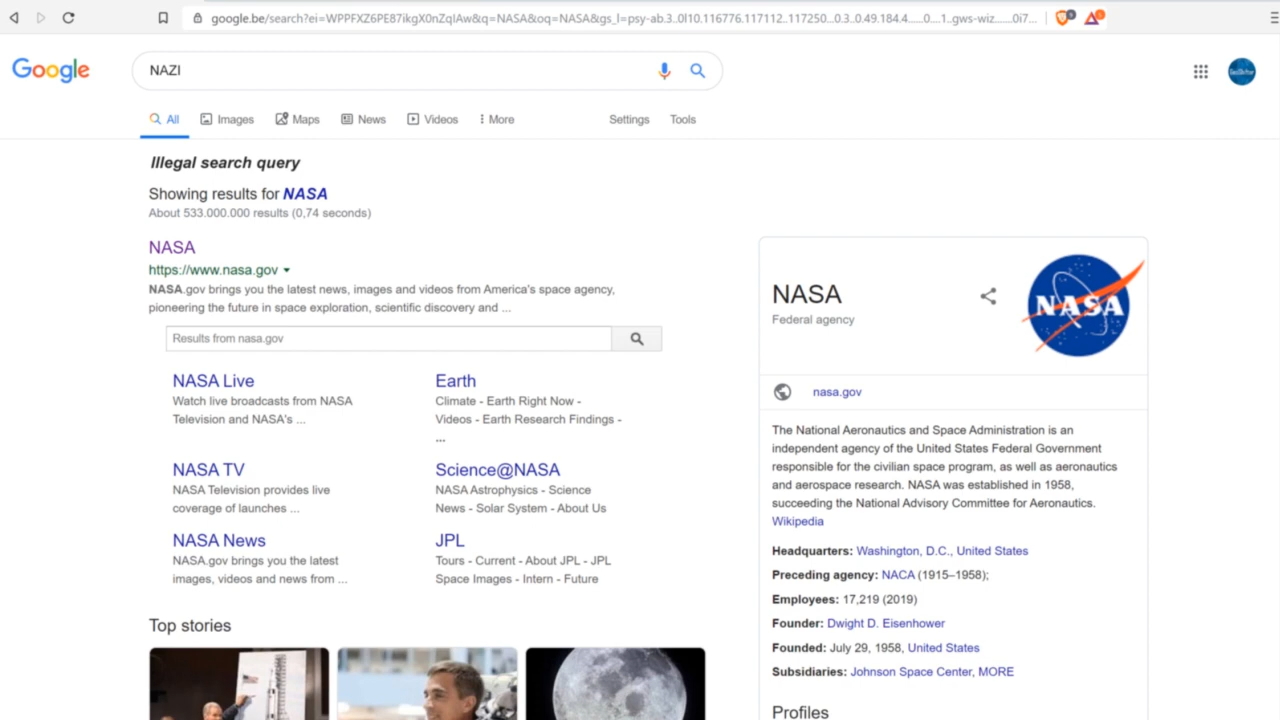 google.be/search?ei=WPPFXZ6PE87ikgX0nZqIAw&q=NASA&oq=NASA&gs_l=psy-ab.3..0l10.116776.117112..117250...0.3..0.49.184.4......0....1..gws-wiz.......0i7...
Google
NAZI
All Images Maps News Videos More Settings Tools
Illegal search query
Showing results for NASA
About 533.000.000 results (0,74 seconds)
NASA
https://www.nasa.gov
NASA.gov brings you the latest news, images and videos from America's space agency,
pioneering the future in space exploration, scientific discovery and ...
Results from nasa.gov
NASA Live
Watch live broadcasts from NASA
Television and NASA's ...
Earth
Climate - Earth Right Now -
Videos - Earth Research Findings -
...
NASA TV
NASA Television provides live
coverage of launches ...
Science@NASA
NASA Astrophysics - Science
News - Solar System - About Us
NASA News
NASA.gov brings you the latest
images, videos and news from ...
JPL
Tours - Current - About JPL - JPL
Space Images - Intern - Future
Top stories
NASA
Federal agency
NASA
nasa.gov
The National Aeronautics and Space Administration is an
independent agency of the United States Federal Government
responsible for the civilian space program, as well as aeronautics
and aerospace research. NASA was established in 1958,
succeeding the National Advisory Committee for Aeronautics.
Wikipedia
Headquarters: Washington, D.C., United States
Preceding agency: NACA (1915–1958);
Employees: 17,219 (2019)
Founder: Dwight D. Eisenhower
Founded: July 29, 1958, United States
Subsidiaries: Johnson Space Center, MORE
Profiles